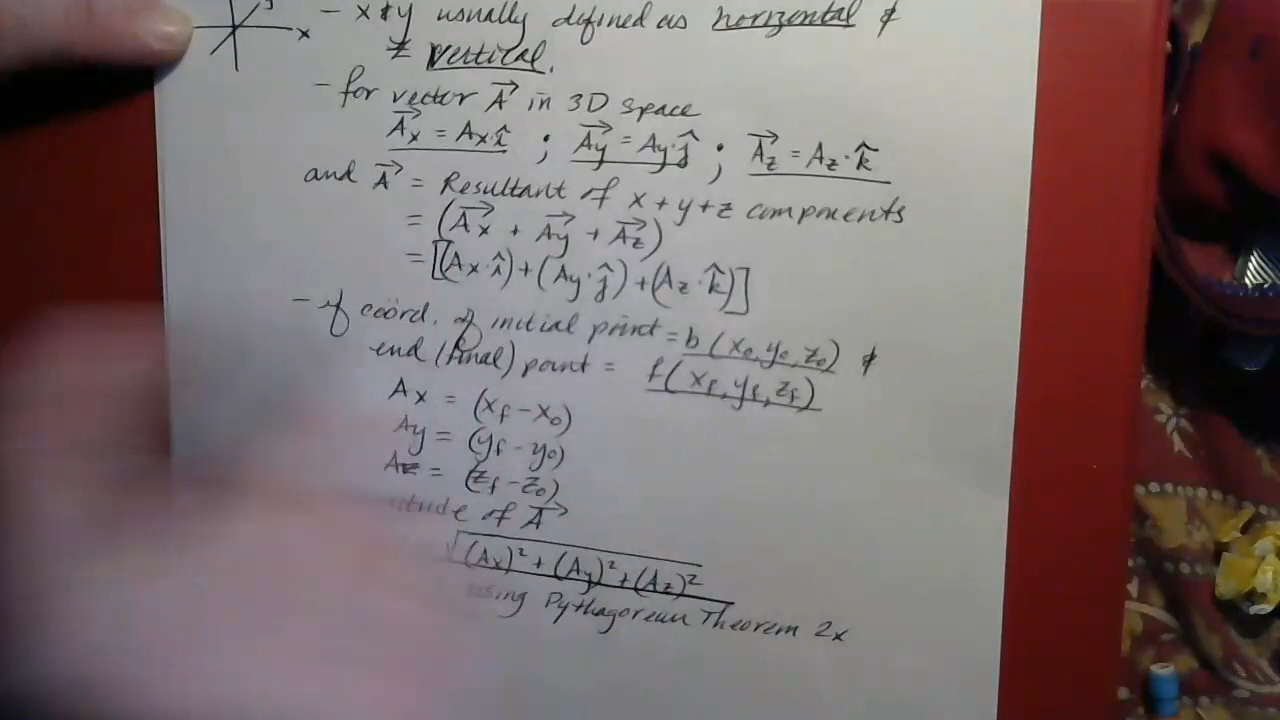 y
x
- x & y usually defined as horizontal &
vertical.
- for vector A⃗ in 3D space
A⃗x = Ax·î ; A⃗y = Ay·ĵ ; A⃗z = Az·k̂
and A⃗ = Resultant of x + y + z components
= (A⃗x + A⃗y + A⃗z)
= [(Ax·î) + (Ay·ĵ) + (Az·k̂)]
- if coörd. of initial point = b (x₀, y₀, z₀) &
end (final) point = f (xf, yf, zf)
Ax = (xf - x₀)
Ay = (yf - y₀)
Az = (zf - z₀)
of A⃗
√(Ax)² + (Ay)² + (Az)²
Pythagorean Theorem 2x